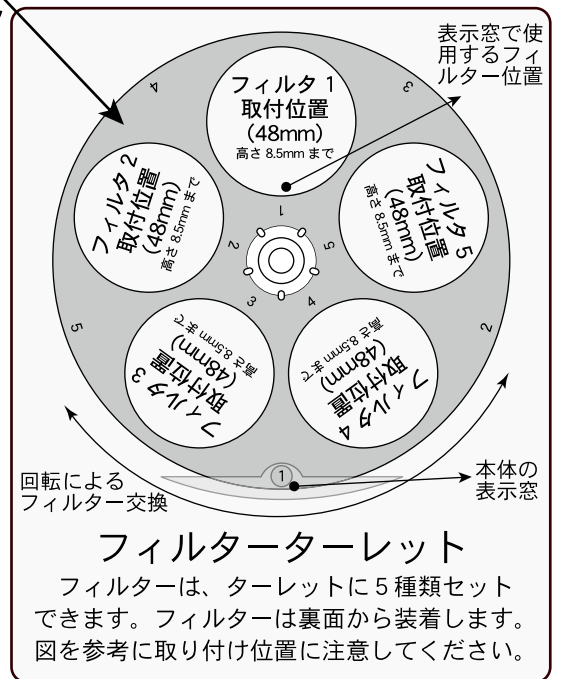 表示窓で使
用するフィ
ルター位置
4
3
フィルタ 1
取付位置
(48mm)
高さ 8.5mm まで
フィルタ 2
取付位置
(48mm)
高さ 8.5mm まで
フィルタ 5
取付位置
(48mm)
高さ 8.5mm まで
1
2
5
3
4
5
2
フィルタ 3
取付位置
(48mm)
高さ 8.5mm まで
フィルタ 4
取付位置
(48mm)
高さ 8.5mm まで
1
回転による
フィルター交換
本体の
表示窓
フィルターターレット
フィルターは、ターレットに 5 種類セット
できます。フィルターは裏面から装着します。
図を参考に取り付け位置に注意してください。